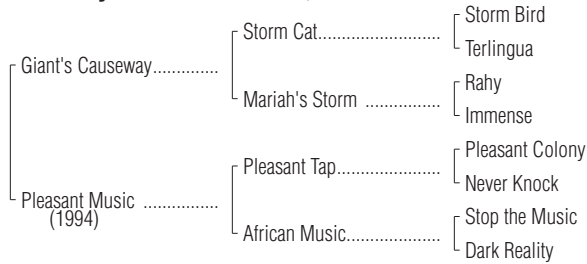 Storm Bird
Storm Cat..................................
Terlingua
Giant's Causeway..............
Rahy
Mariah's Storm .....................
Immense
Pleasant Colony
Pleasant Tap.............................
Never Knock
Pleasant Music ................
(1994)
Stop the Music
African Music..........................
Dark Reality